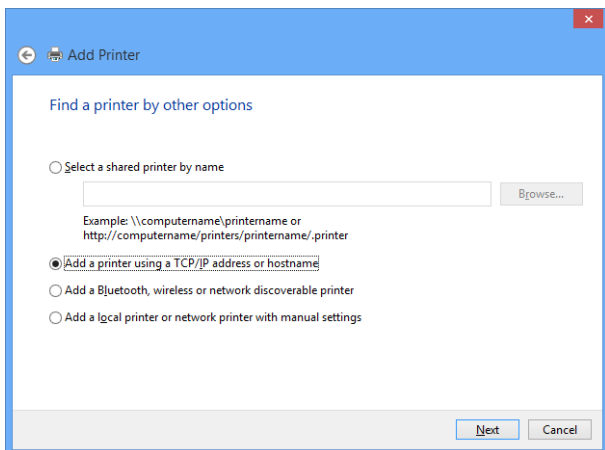 Add Printer
Find a printer by other options
Select a shared printer by name
Browse...
Example: \\computername\printername or
http://computername/printers/printername/.printer
Add a printer using a TCP/IP address or hostname
Add a Bluetooth, wireless or network discoverable printer
Add a local printer or network printer with manual settings
Next Cancel